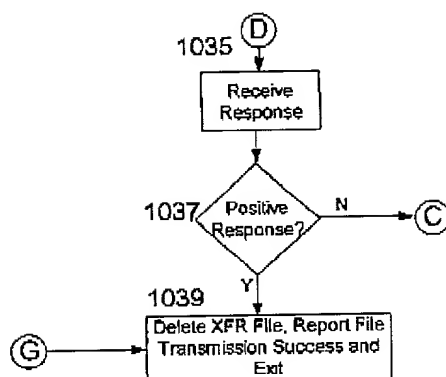 D
1035
Receive
Response
1037
Positive
Response?
N
C
Y
1039
Delete XFR File, Report File
Transmission Success and
Exit
G